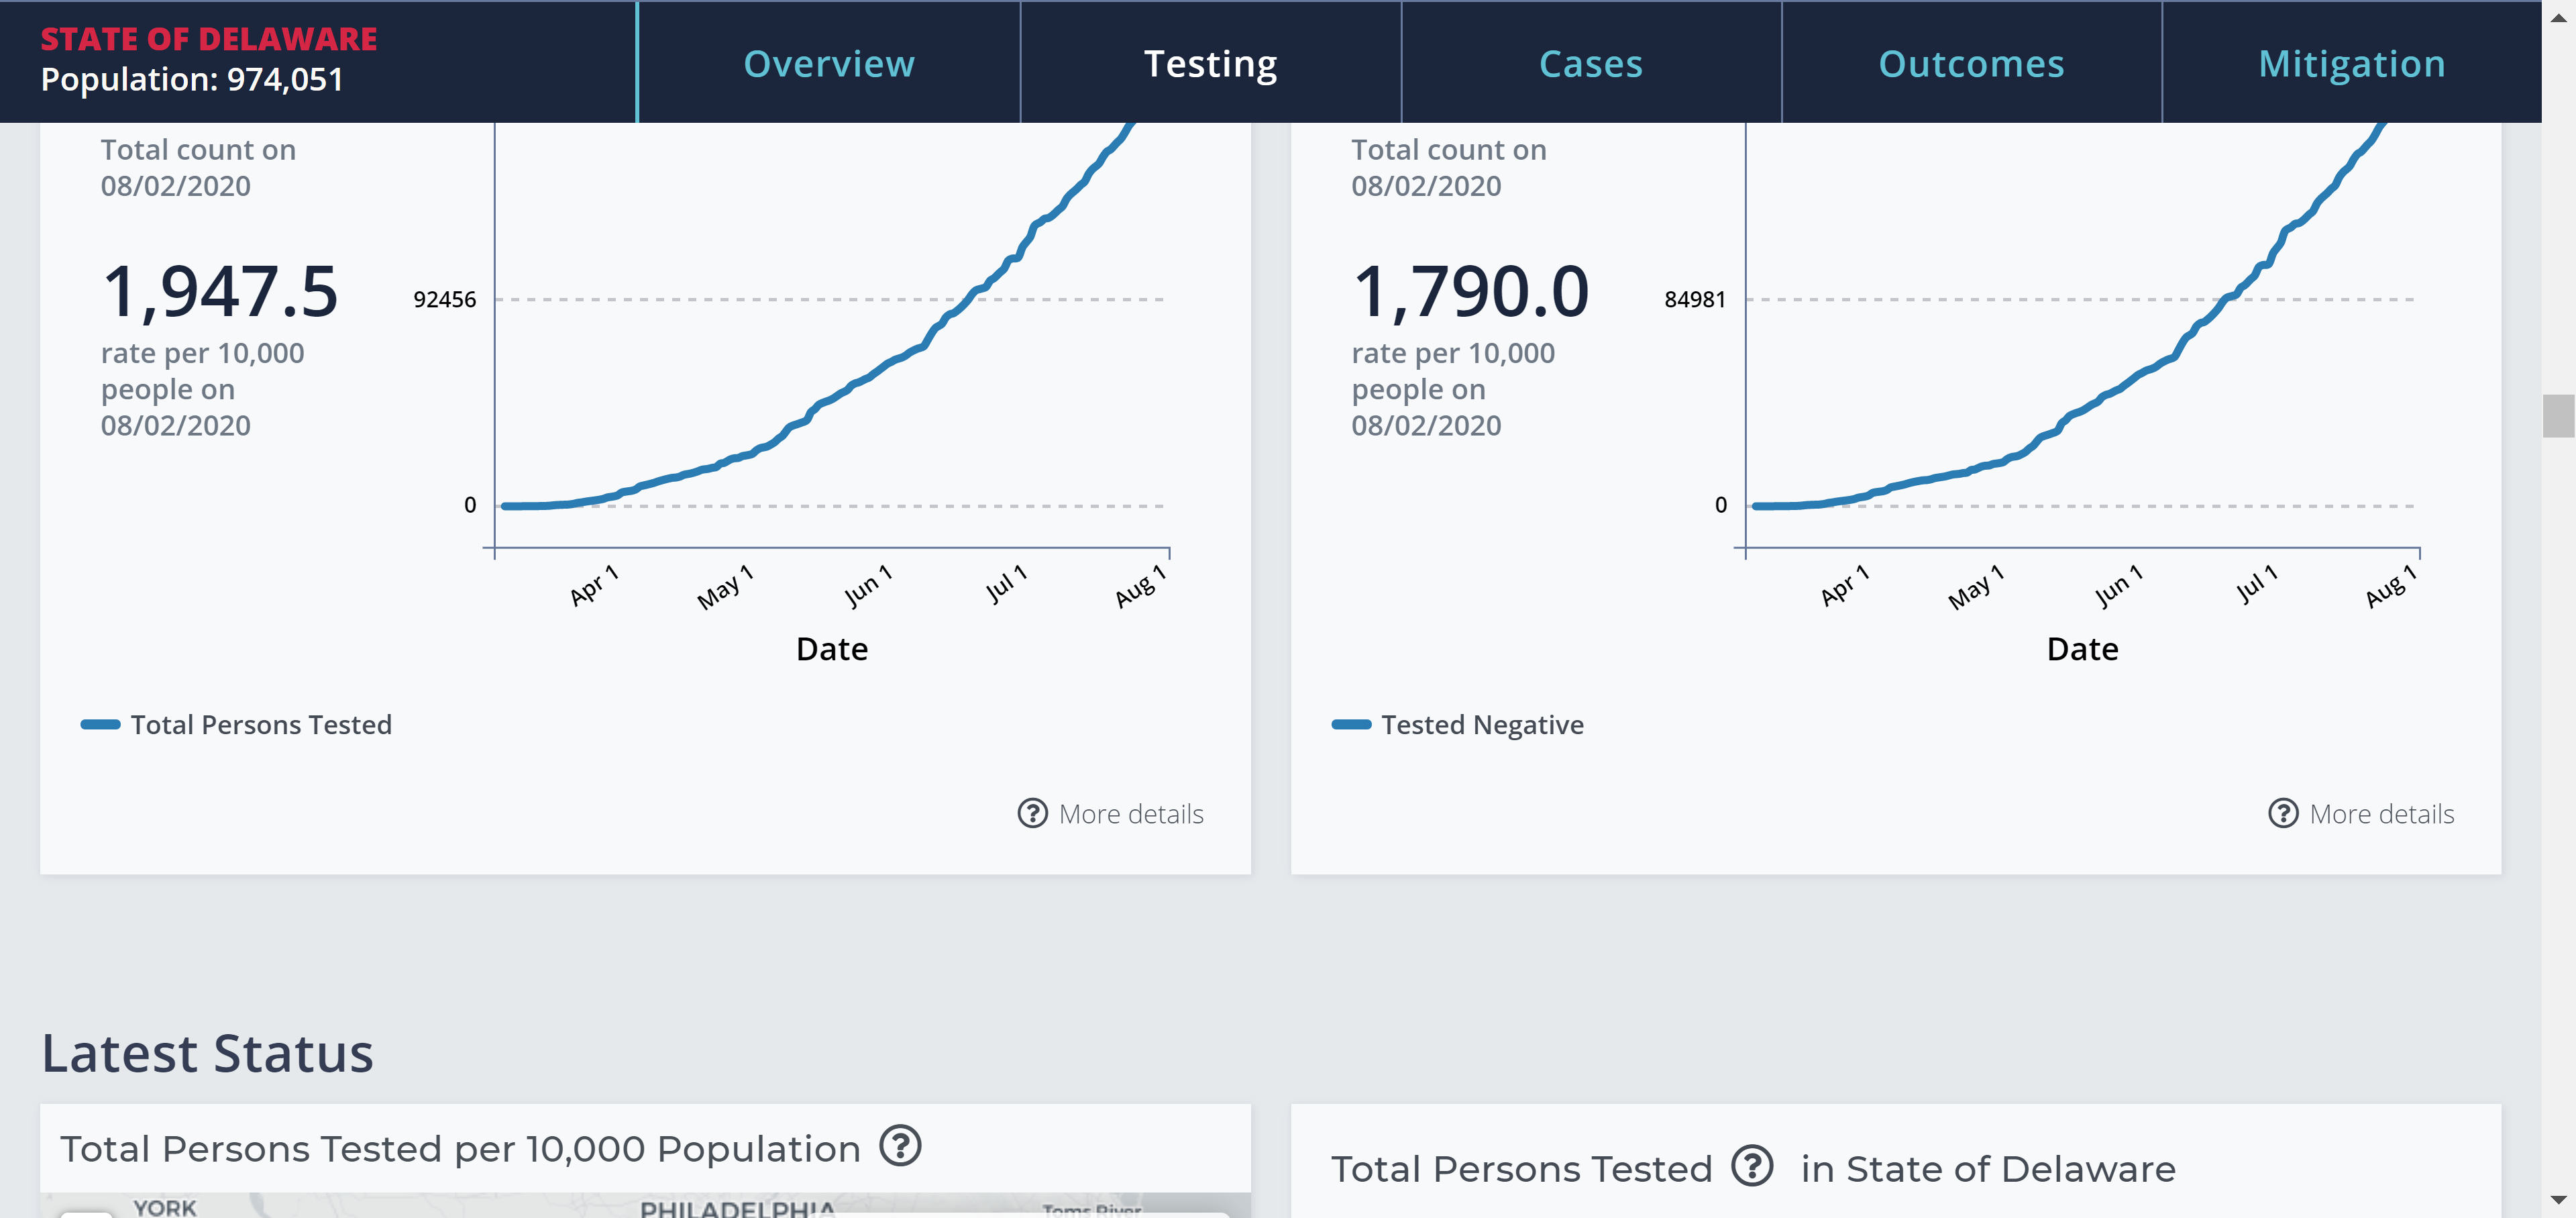 STATE OF DELAWARE
Population: 974,051
Overview
Testing
Cases
Outcomes
Mitigation
Total count on
08/02/2020
1,947.5
rate per 10,000
people on
08/02/2020
92456
0
Apr 1
May 1
Jun 1
Jul 1
Aug 1
Date
Total Persons Tested
? More details
Total count on
08/02/2020
1,790.0
rate per 10,000
people on
08/02/2020
84981
0
Apr 1
May 1
Jun 1
Jul 1
Aug 1
Date
Tested Negative
? More details
Latest Status
Total Persons Tested per 10,000 Population ?
YORK
PHILADELPHIA
Toms River
Total Persons Tested ? in State of Delaware